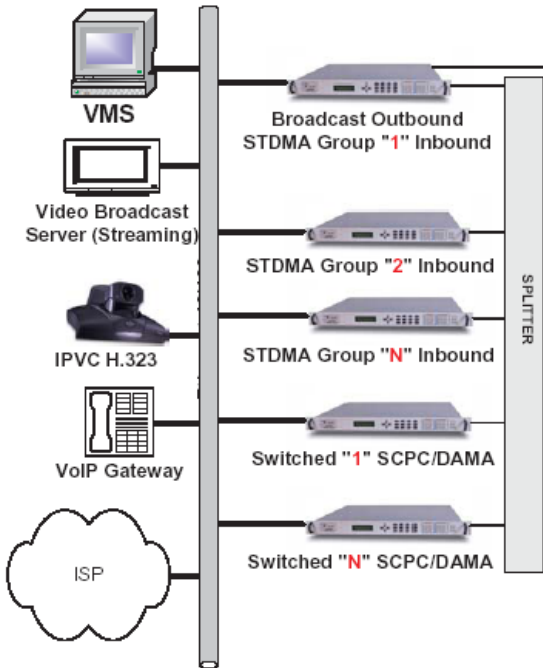 VMS
Broadcast Outbound
STDMA Group "1" Inbound
Video Broadcast
Server (Streaming)
STDMA Group "2" Inbound
SPLITTER
IPVC H.323
STDMA Group "N" Inbound
VoIP Gateway
Switched "1" SCPC/DAMA
ISP
Switched "N" SCPC/DAMA